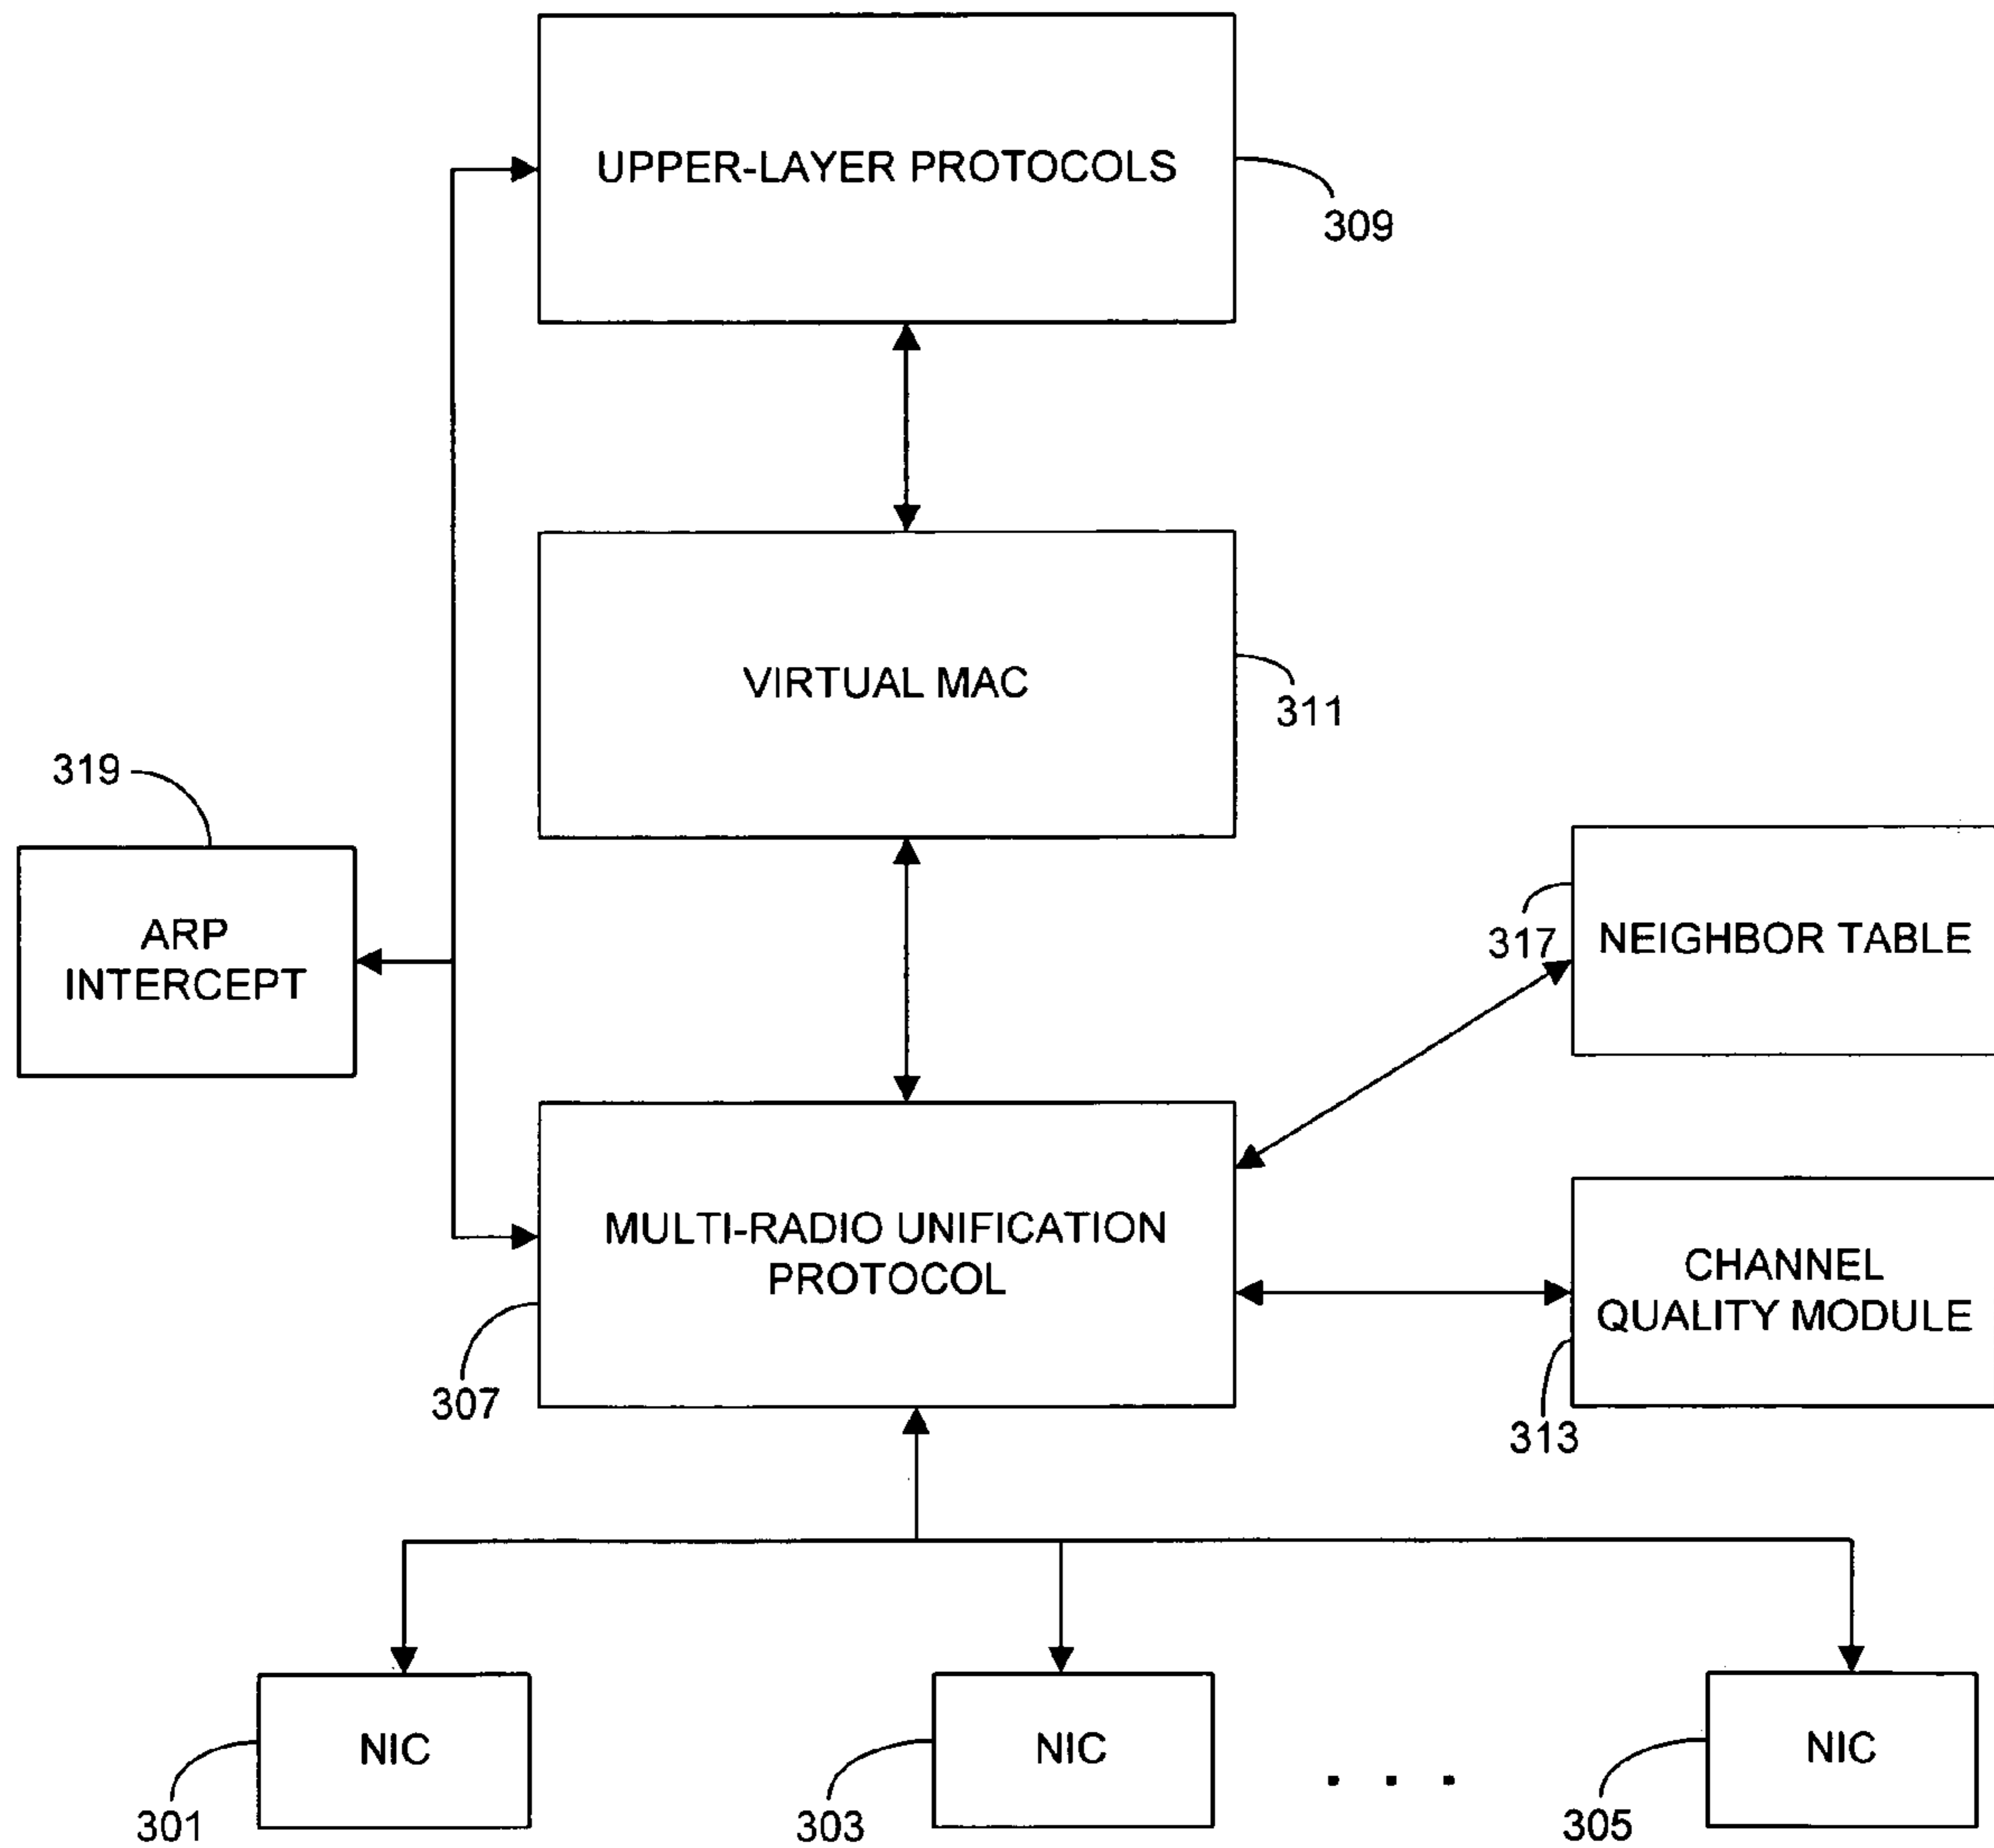 UPPER-LAYER PROTOCOLS
309
VIRTUAL MAC
311
319
ARP
INTERCEPT
317
NEIGHBOR TABLE
MULTI-RADIO UNIFICATION
PROTOCOL
307
CHANNEL
QUALITY MODULE
313
NIC
301
NIC
303
. . .
NIC
305